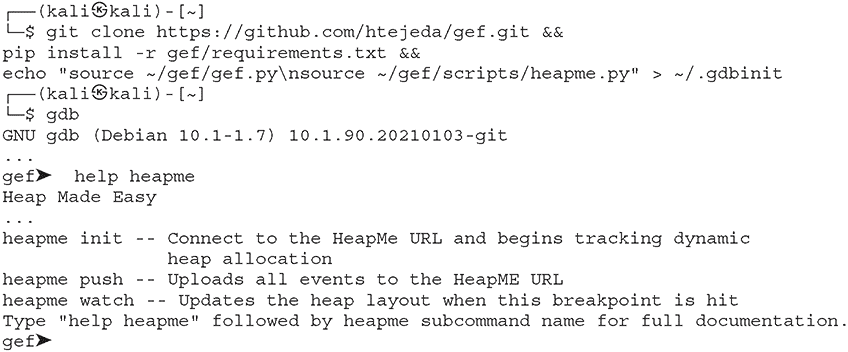 ┌──(kali㉿kali)-[~]
└─$ git clone https://github.com/htejeda/gef.git &&
pip install -r gef/requirements.txt &&
echo "source ~/gef/gef.py\nsource ~/gef/scripts/heapme.py" > ~/.gdbinit
┌──(kali㉿kali)-[~]
└─$ gdb
GNU gdb (Debian 10.1-1.7) 10.1.90.20210103-git
...
gef➤  help heapme
Heap Made Easy
...
heapme init -- Connect to the HeapMe URL and begins tracking dynamic
heap allocation
heapme push -- Uploads all events to the HeapME URL
heapme watch -- Updates the heap layout when this breakpoint is hit
Type "help heapme" followed by heapme subcommand name for full documentation.
gef➤